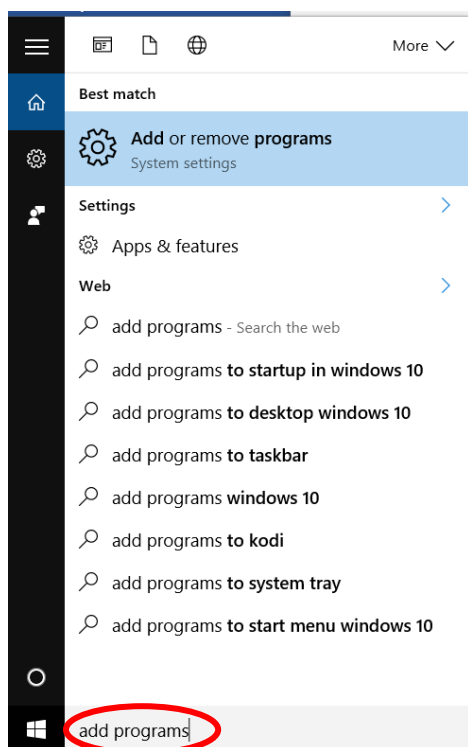 More
Best match
Add or remove programs
System settings
Settings
Apps & features
Web
add programs - Search the web
add programs to startup in windows 10
add programs to desktop windows 10
add programs to taskbar
add programs windows 10
add programs to kodi
add programs to system tray
add programs to start menu windows 10
add programs